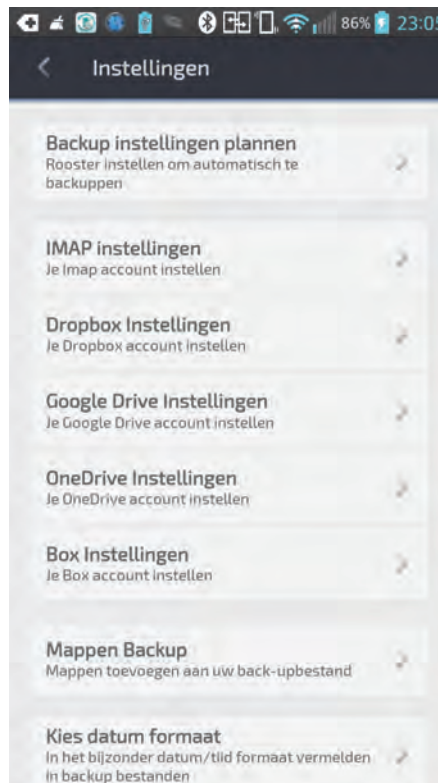 86% 23:05
Instellingen
Backup instellingen plannen
Rooster instellen om automatisch te
backuppen
IMAP instellingen
Je Imap account instellen
Dropbox Instellingen
Je Dropbox account instellen
Google Drive Instellingen
Je Google Drive account instellen
OneDrive Instellingen
Je OneDrive account instellen
Box Instellingen
Je Box account instellen
Mappen Backup
Mappen toevoegen aan uw back-upbestand
Kies datum formaat
In het bijzonder datum/tijd formaat vermelden
in backup bestanden